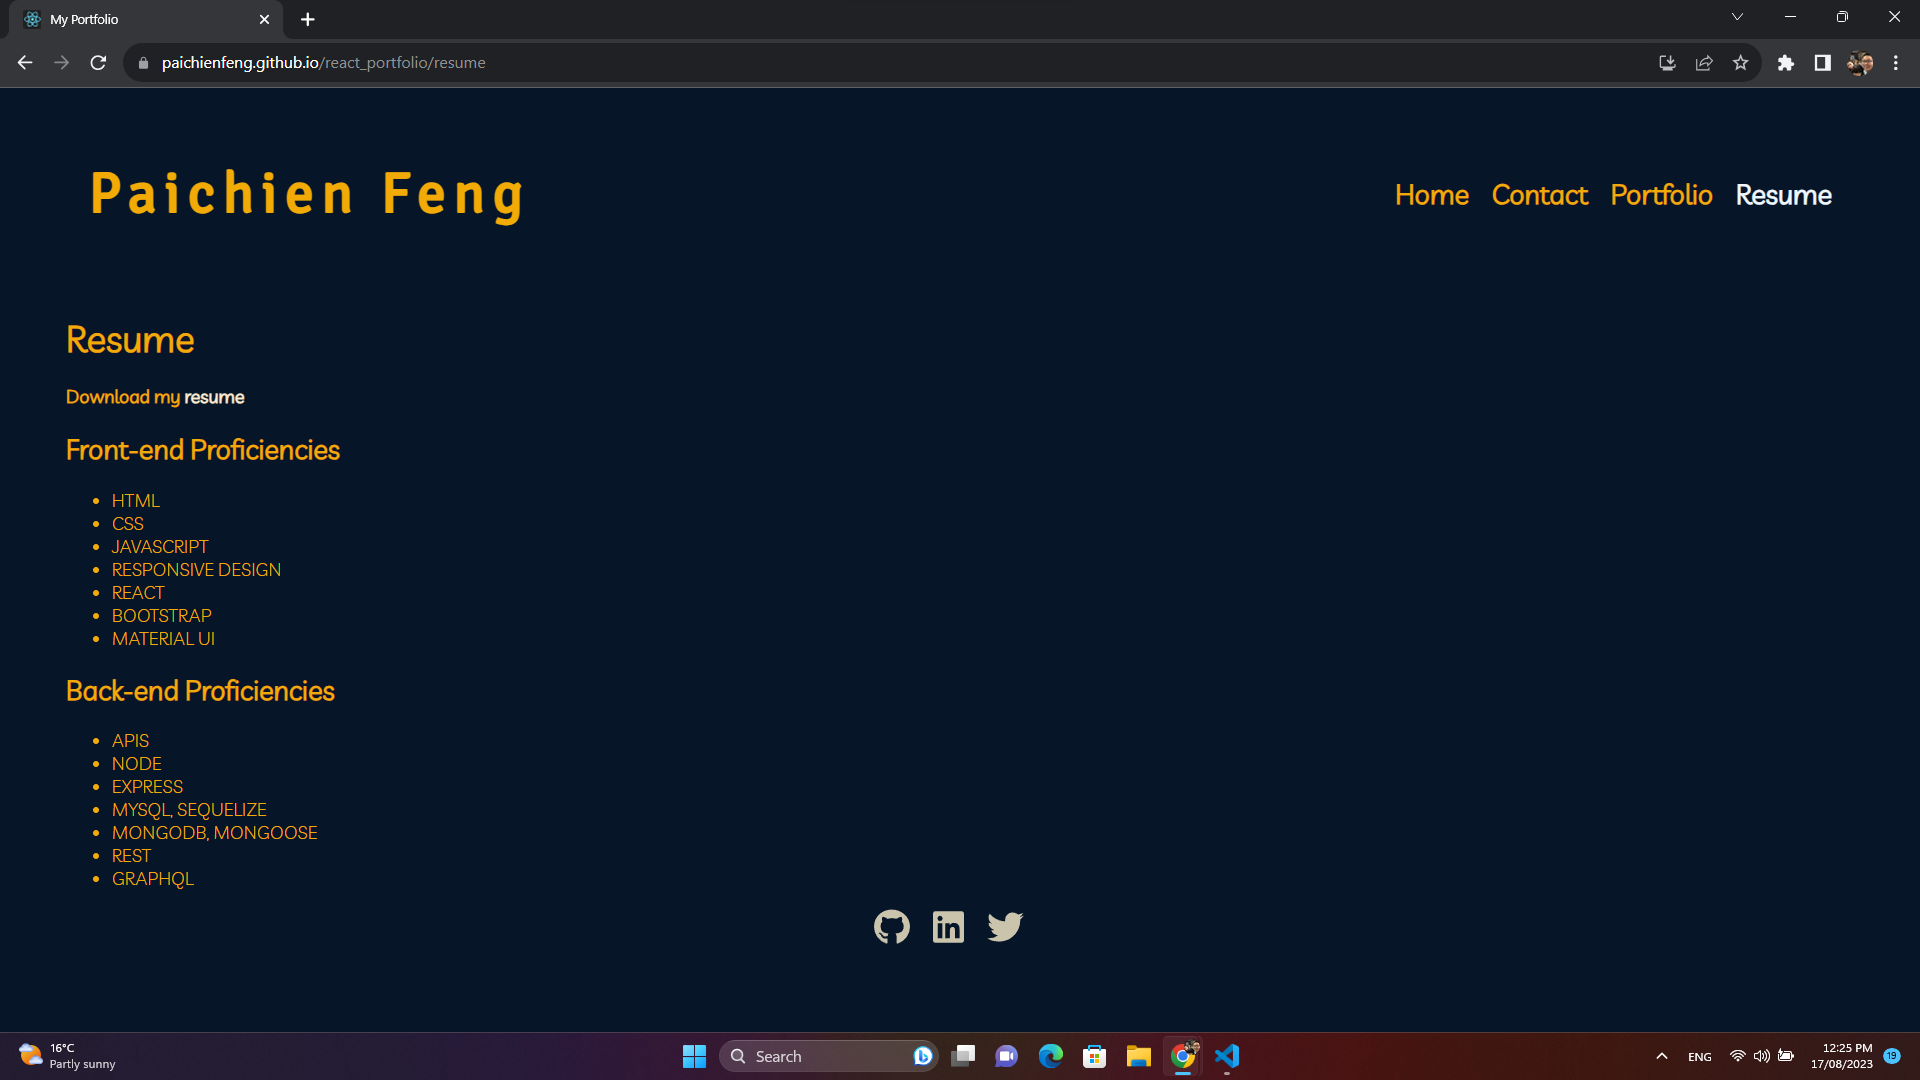 My Portfolio
paichienfeng.github.io/react_portfolio/resume
Paichien Feng
Home Contact Portfolio Resume
Resume
Download my resume
Front-end Proficiencies
• HTML
• CSS
• JAVASCRIPT
• RESPONSIVE DESIGN
• REACT
• BOOTSTRAP
• MATERIAL UI
Back-end Proficiencies
• APIS
• NODE
• EXPRESS
• MYSQL, SEQUELIZE
• MONGODB, MONGOOSE
• REST
• GRAPHQL
in
16°C
Partly sunny
Search
ENG
12:25 PM
17/08/2023
19